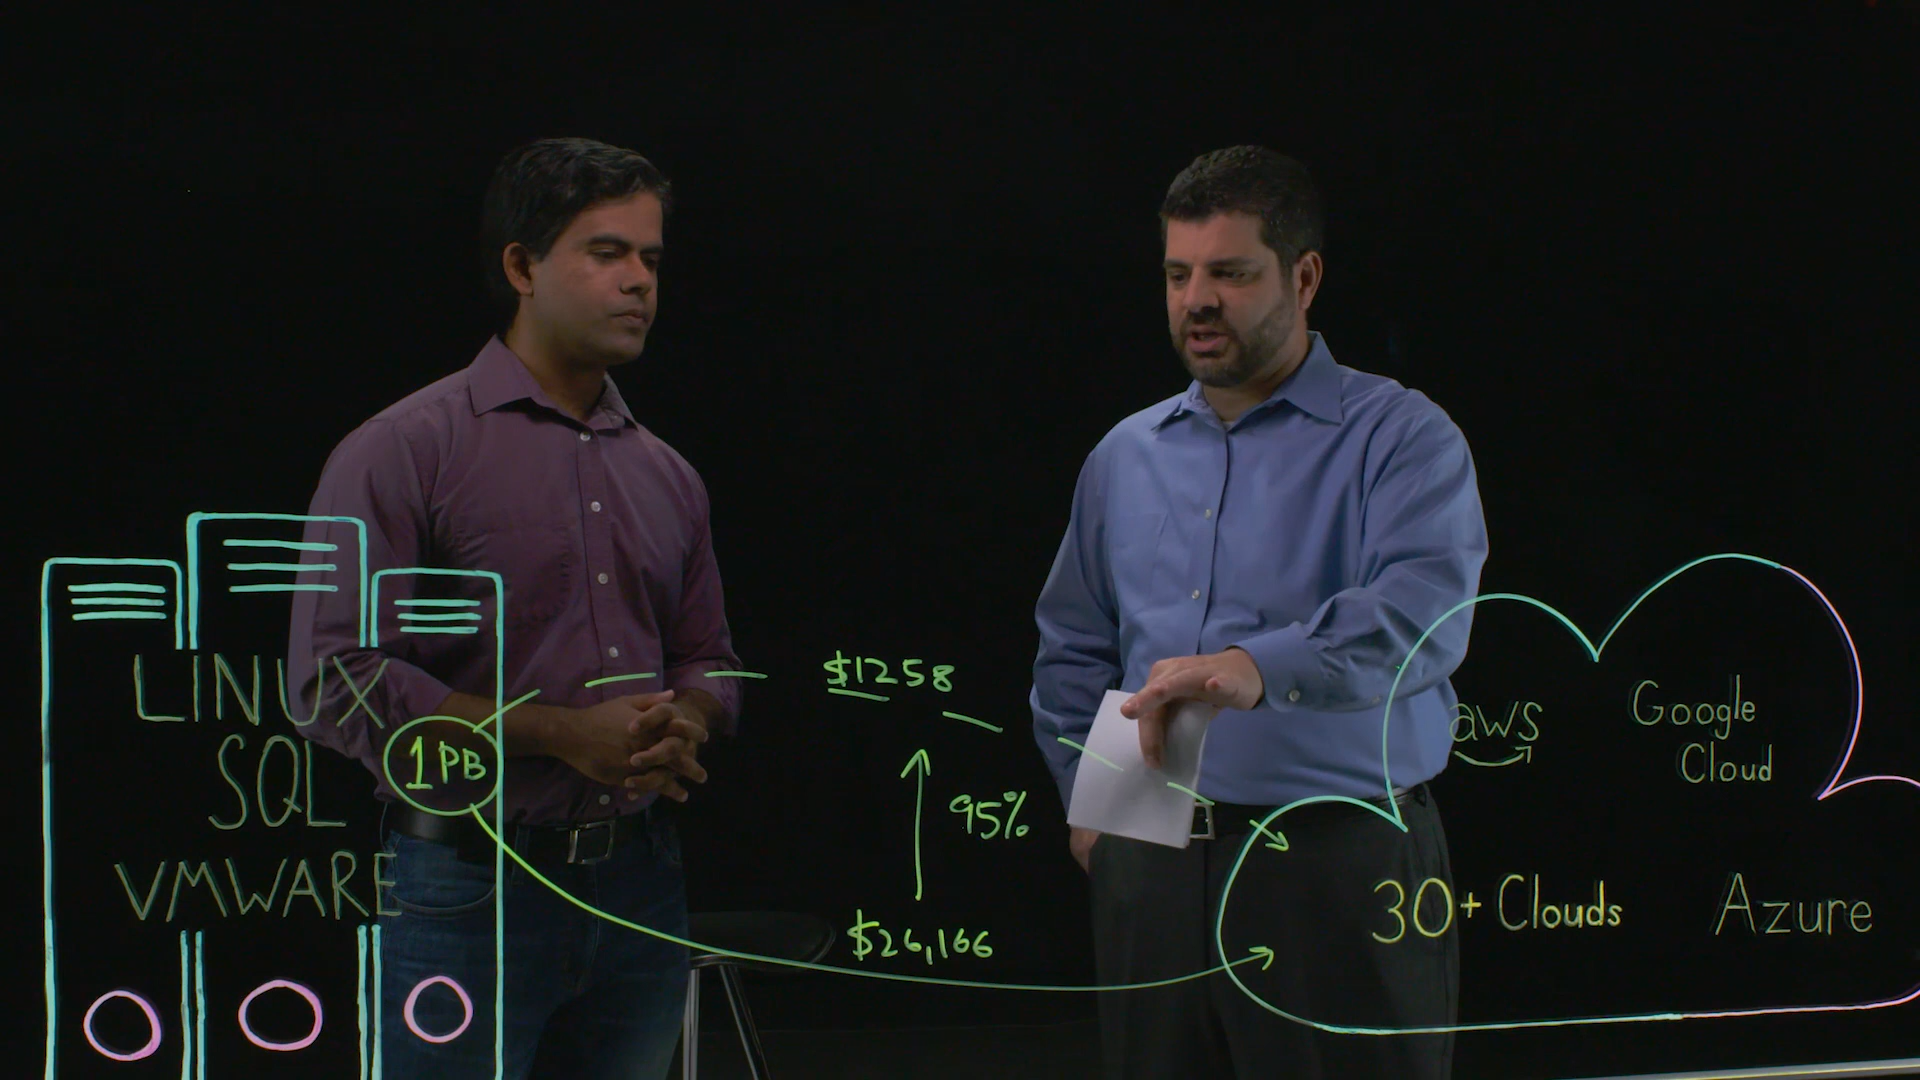 LINUX
SQL
VMWARE
1PB
$1258
95%
$26,166
aws
Google
Cloud
30+ Clouds
Azure